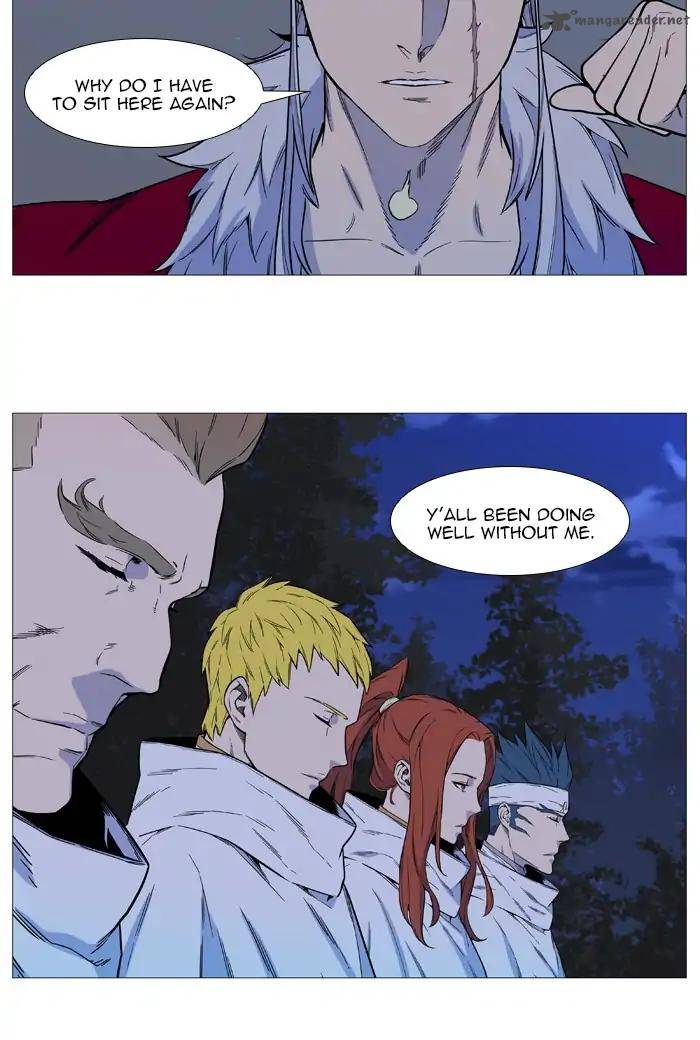 mangareader.net
WHY DO I HAVE
TO SIT HERE AGAIN?
Y'ALL BEEN DOING
WELL WITHOUT ME.